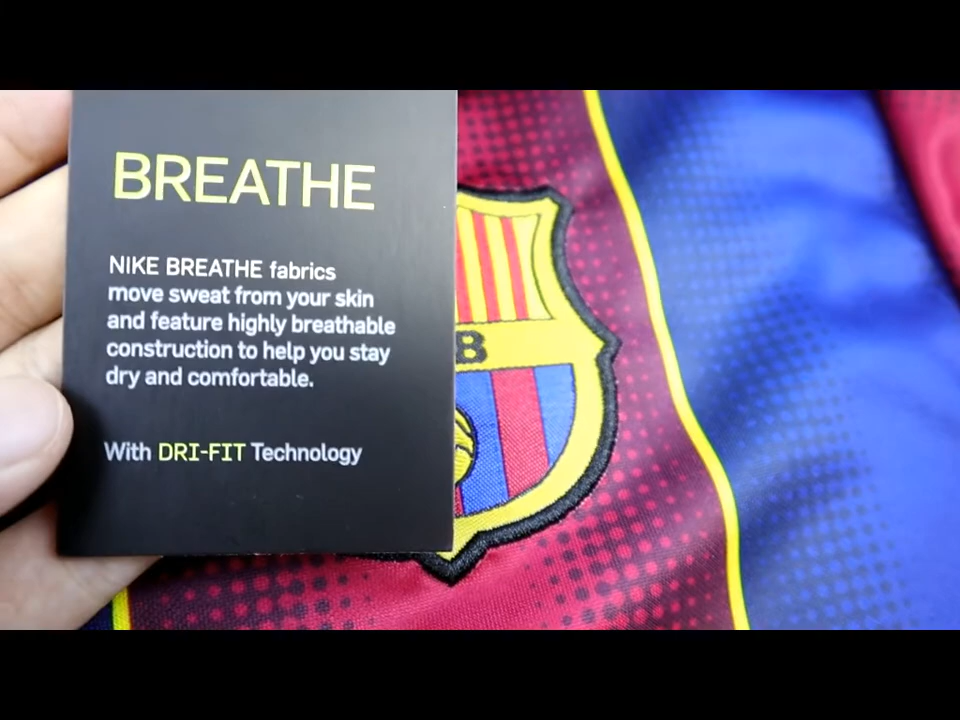 BREATHE
NIKE BREATHE fabrics
move sweat from your skin
and feature highly breathable
construction to help you stay
dry and comfortable.
With DRI-FIT Technology
B